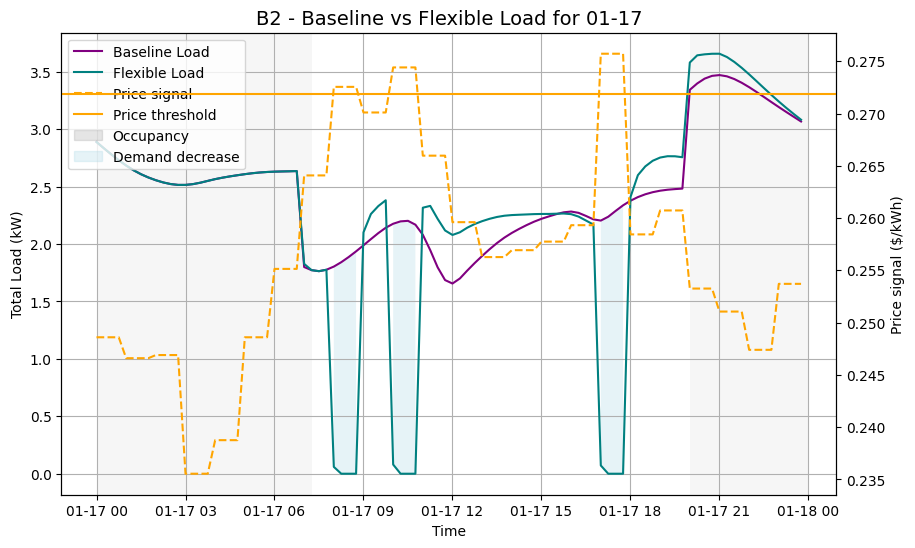 B2 - Baseline vs Flexible Load for 01-17
Baseline Load
Flexible Load
Price signal
Price threshold
Occupancy
Demand decrease
Total Load (kW)
3.5
3.0
2.5
2.0
1.5
1.0
0.5
0.0
0.275
0.270
0.265
0.260
0.255
0.250
0.245
0.240
0.235
Price signal ($/kWh)
01-17 00
01-17 03
01-17 06
01-17 09
01-17 12
01-17 15
01-17 18
01-17 21
01-18 00
Time